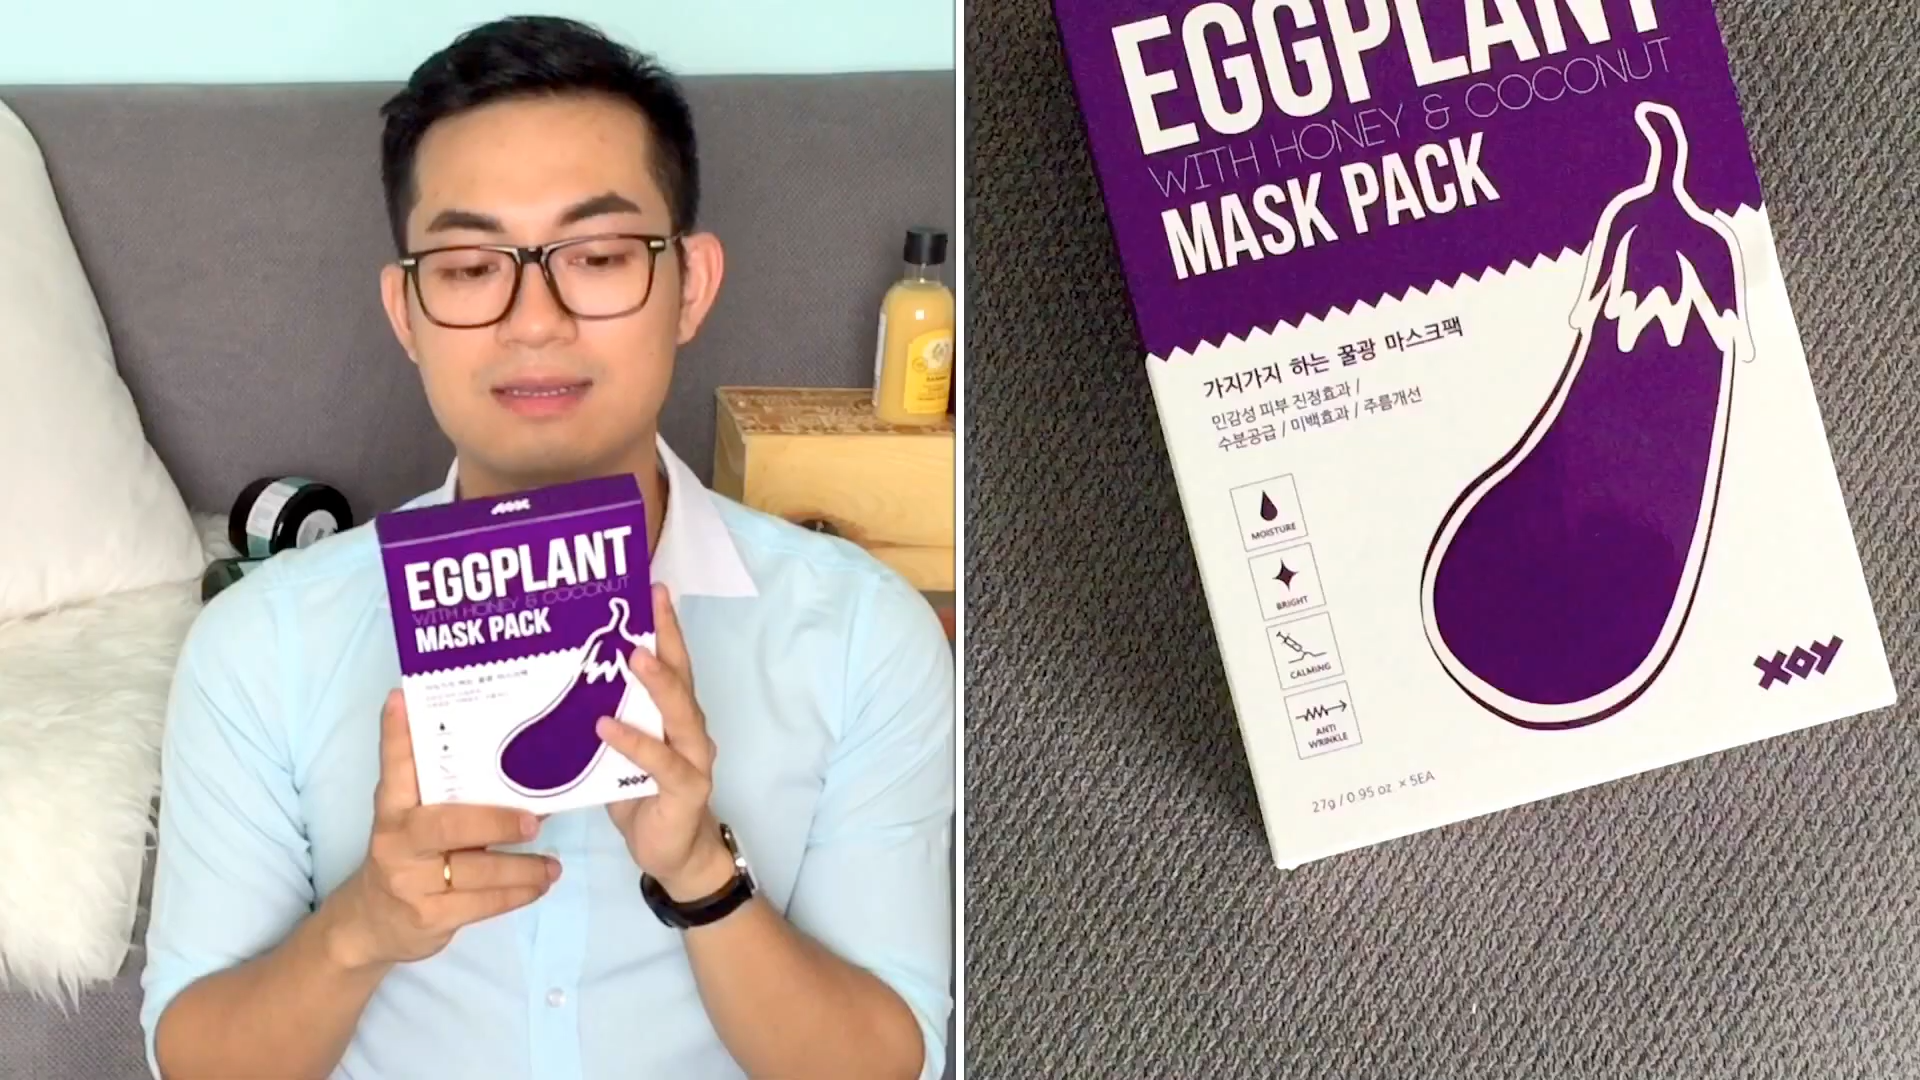 EGGPLANT
WITH HONEY & COCONUT
MASK PACK
XOY
EGGPLANT
WITH HONEY & COCONUT
MASK PACK
가지가지 하는 꿀광 마스크팩
민감성 피부 진정효과 /
수분공급 / 미백효과 / 주름개선
MOISTURE
BRIGHT
CALMING
ANTI
WRINKLE
27g / 0.95 oz. × 5EA
XOY